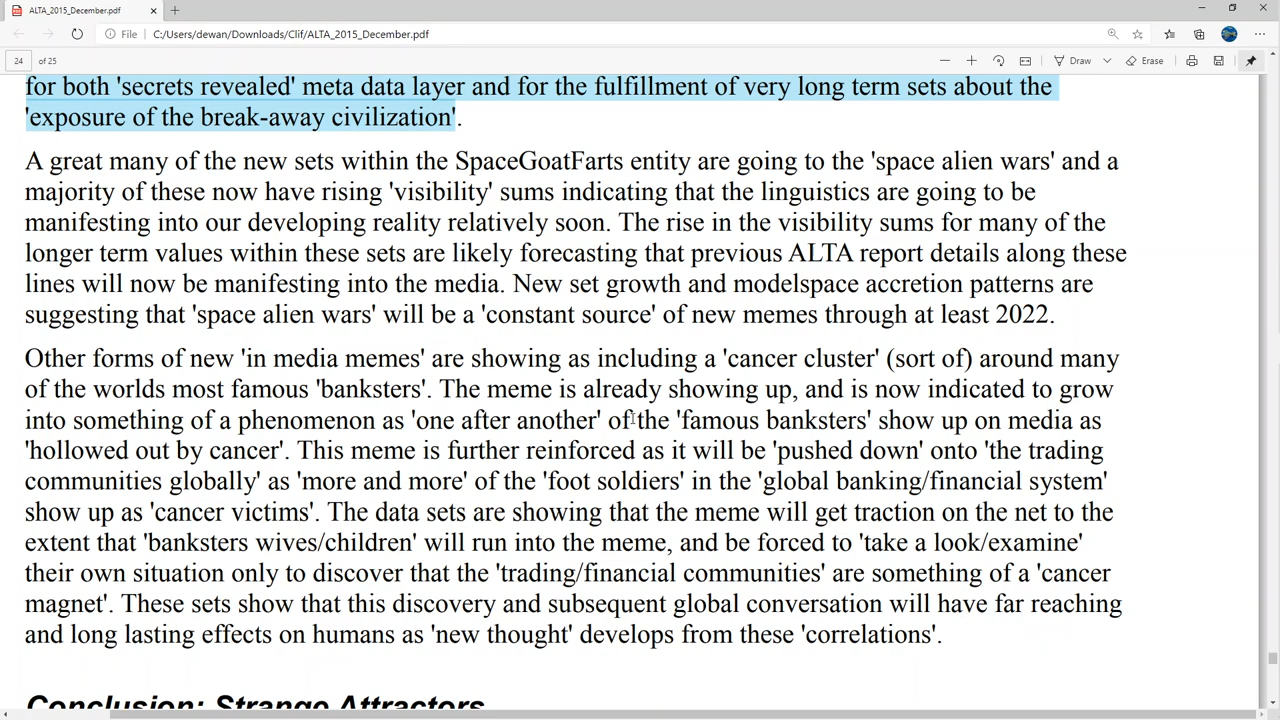 ALTA_2015_December.pdf
File C:/Users/dewan/Downloads/Clif/ALTA_2015_December.pdf
24 of 25 Draw Erase
for both 'secrets revealed' meta data layer and for the fulfillment of very long term sets about the
'exposure of the break-away civilization'.
A great many of the new sets within the SpaceGoatFarts entity are going to the 'space alien wars' and a
majority of these now have rising 'visibility' sums indicating that the linguistics are going to be
manifesting into our developing reality relatively soon. The rise in the visibility sums for many of the
longer term values within these sets are likely forecasting that previous ALTA report details along these
lines will now be manifesting into the media. New set growth and modelspace accretion patterns are
suggesting that 'space alien wars' will be a 'constant source' of new memes through at least 2022.
Other forms of new 'in media memes' are showing as including a 'cancer cluster' (sort of) around many
of the worlds most famous 'banksters'. The meme is already showing up, and is now indicated to grow
into something of a phenomenon as 'one after another' of the 'famous banksters' show up on media as
'hollowed out by cancer'. This meme is further reinforced as it will be 'pushed down' onto 'the trading
communities globally' as 'more and more' of the 'foot soldiers' in the 'global banking/financial system'
show up as 'cancer victims'. The data sets are showing that the meme will get traction on the net to the
extent that 'banksters wives/children' will run into the meme, and be forced to 'take a look/examine'
their own situation only to discover that the 'trading/financial communities' are something of a 'cancer
magnet'. These sets show that this discovery and subsequent global conversation will have far reaching
and long lasting effects on humans as 'new thought' develops from these 'correlations'.
Conclusion: Strange Attractors